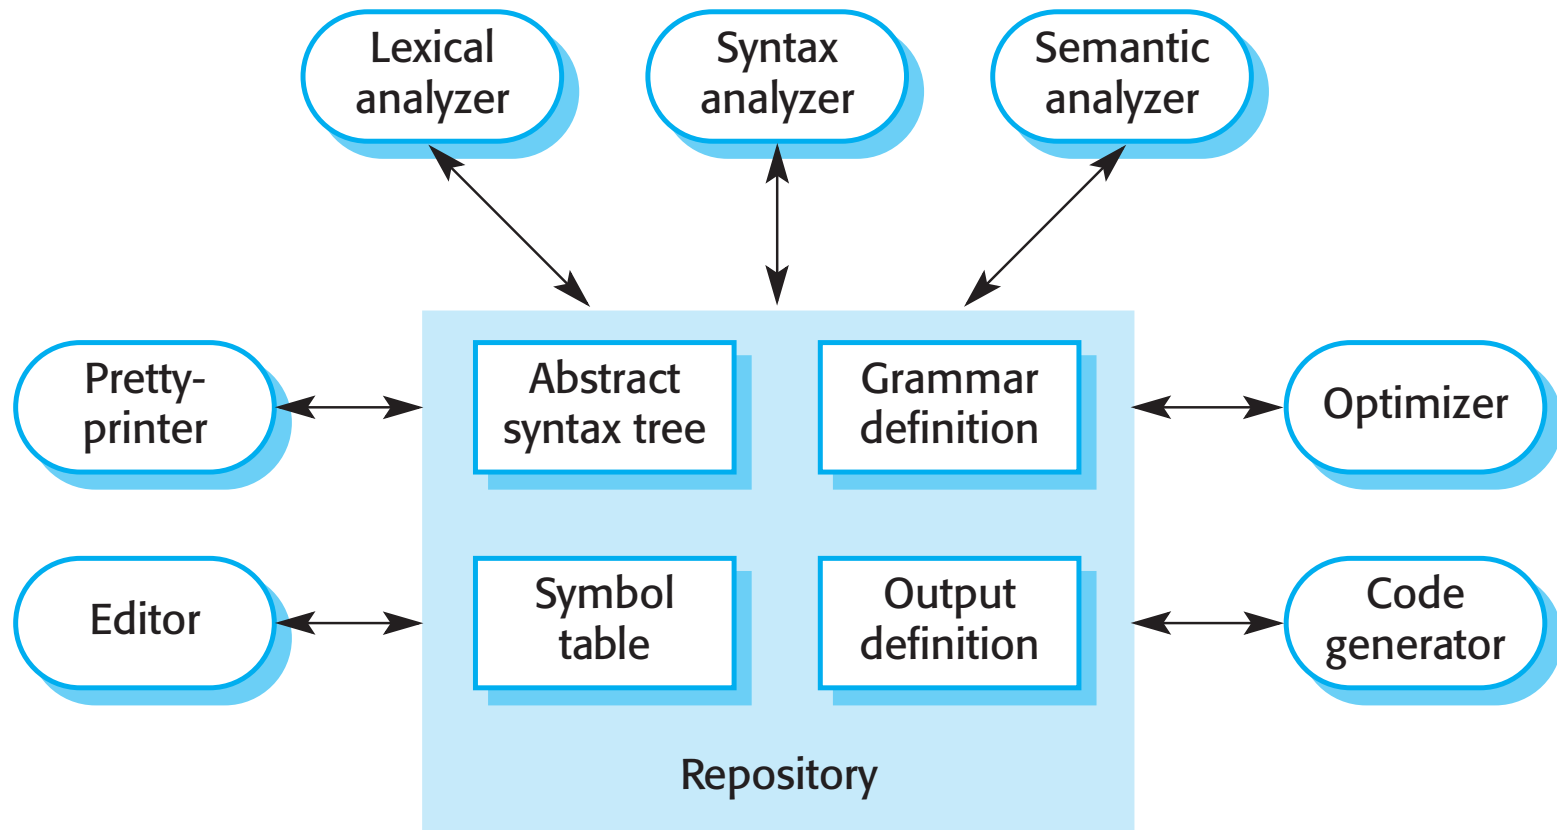 Lexical
analyzer
Syntax
analyzer
Semantic
analyzer
Pretty-
printer
Abstract
syntax tree
Grammar
definition
Optimizer
Editor
Symbol
table
Output
definition
Code
generator
Repository